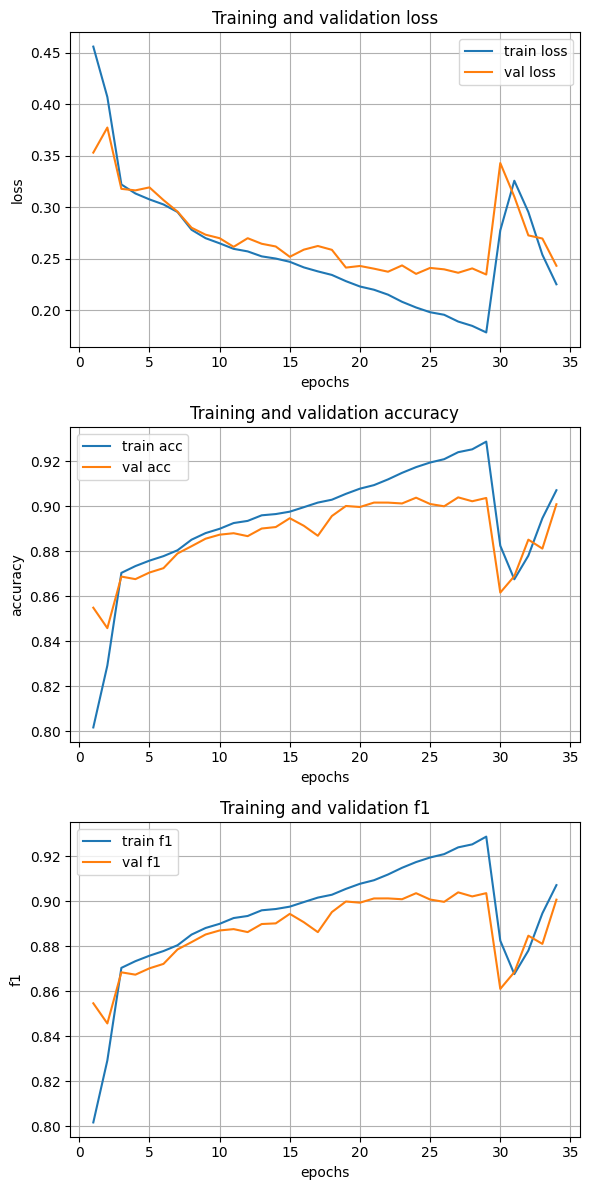 Training and validation loss
train loss
val loss
loss
0.45
0.40
0.35
0.30
0.25
0.20
0 5 10 15 20 25 30 35
epochs
Training and validation accuracy
train acc
val acc
accuracy
0.92
0.90
0.88
0.86
0.84
0.82
0.80
0 5 10 15 20 25 30 35
epochs
Training and validation f1
train f1
val f1
f1
0.92
0.90
0.88
0.86
0.84
0.82
0.80
0 5 10 15 20 25 30 35
epochs